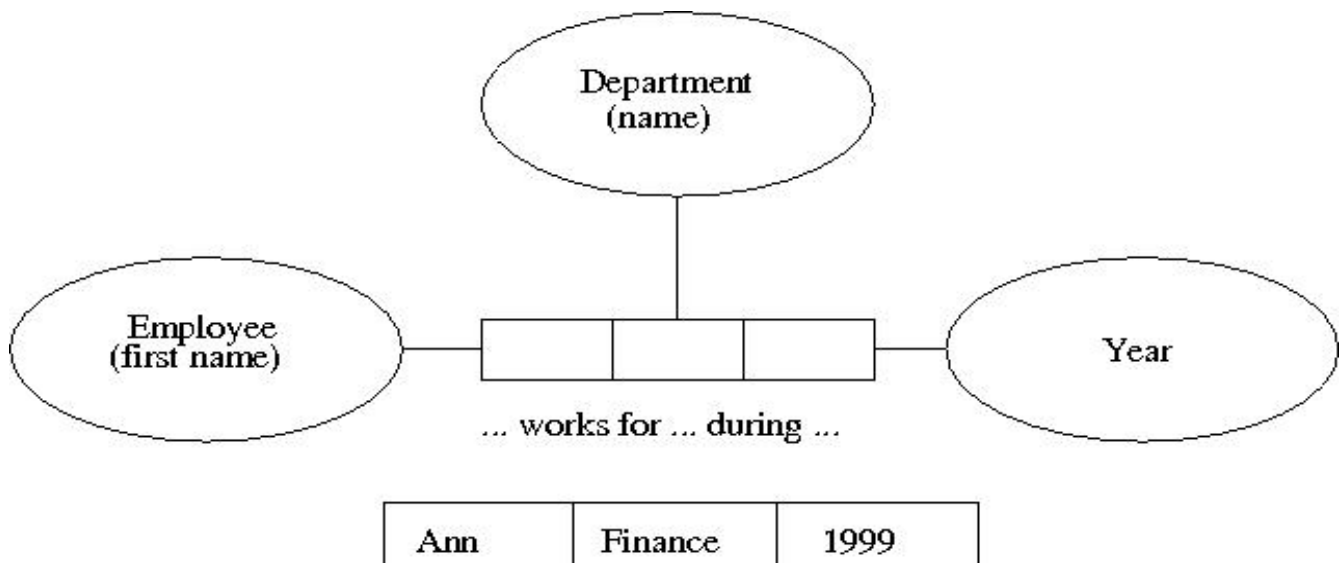 Department
(name)
Employee
(first name)
Year
... works for ... during ...
Ann Finance 1999